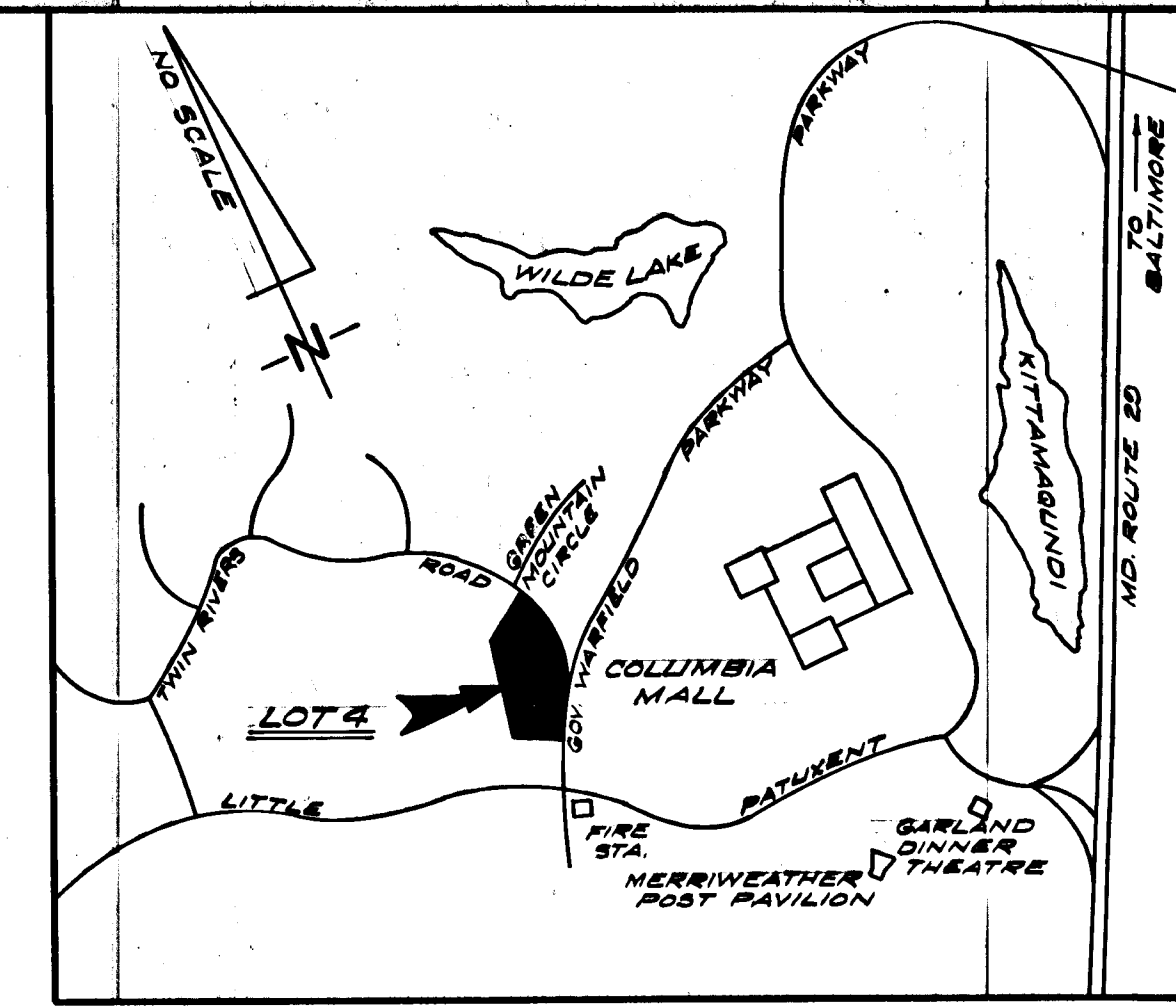 NO SCALE
N
PARKWAY
TO
BALTIMORE
WILDE LAKE
KITTAMAQUNDI
MD. ROUTE 29
PARKWAY
GREEN
MOUNTAIN
CIRCLE
ROAD
TWIN RIVERS
GOV. WARFIELD
COLUMBIA
MALL
LOT 4
LITTLE
PATUXENT
FIRE
STA.
GARLAND
DINNER
THEATRE
MERRIWEATHER
POST PAVILION